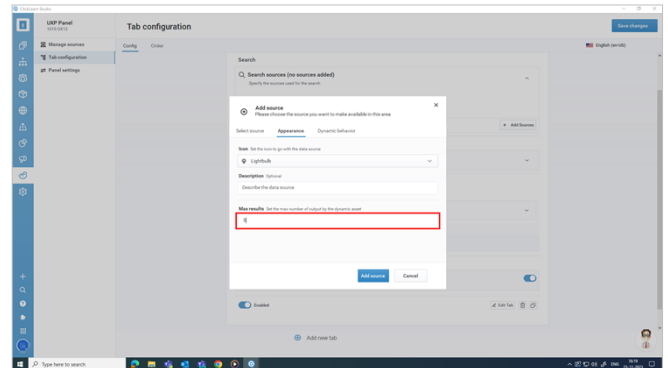 UXP Panel
Tab configuration
Save changes
Manage sources
Tab configuration
Panel settings
Config Order
English (en-US)
Search
Search sources (no sources added)
Specify the sources used for the search
Add source
Please choose the source you want to make available in this area
Select source Appearance Dynamic behavior
+ Add Sources
Icon Set the icon to go with the data source
Lightbulb
Description Optional
Describe the data source
Max results Set the max number of output by the dynamic asset
Add source Cancel
Enabled
Edit Tab
Add new tab
Type here to search
ENG